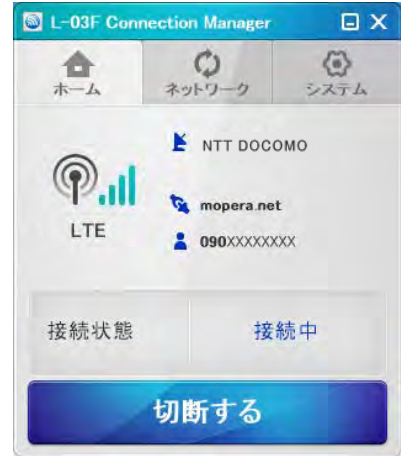 L-03F Connection Manager
ホーム ネットワーク システム
NTT DOCOMO
mopera.net
LTE
090XXXXXXXX
接続状態 接続中
切断する